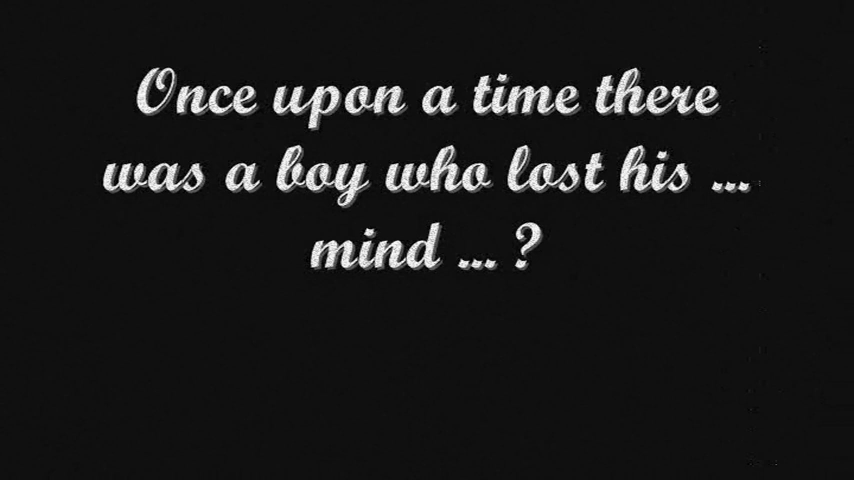 Once upon a time there
was a boy who lost his ...
mind ... ?